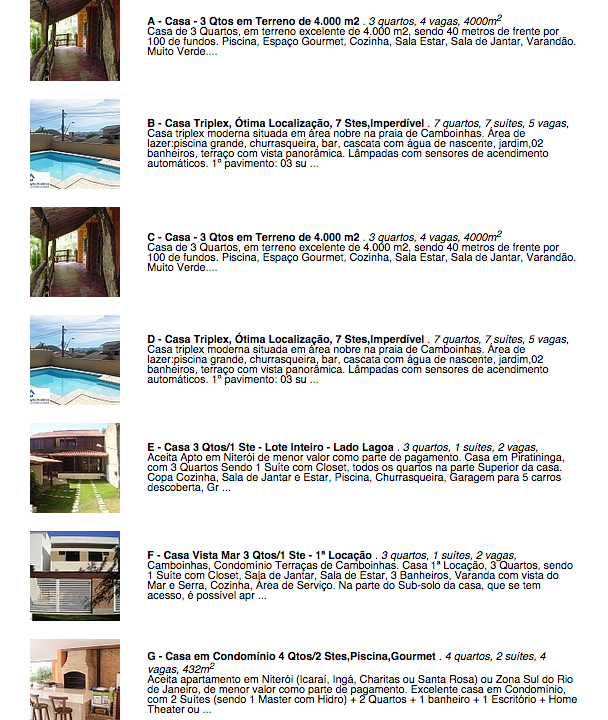 A - Casa - 3 Qtos em Terreno de 4.000 m2 . 3 quartos, 4 vagas, 4000m²
Casa de 3 Quartos, em terreno excelente de 4.000 m2, sendo 40 metros de frente por
100 de fundos. Piscina, Espaço Gourmet, Cozinha, Sala Estar, Sala de Jantar, Varandão.
Muito Verde....
B - Casa Triplex, Ótima Localização, 7 Stes,Imperdível . 7 quartos, 7 suítes, 5 vagas,
Casa triplex moderna situada em área nobre na praia de Camboinhas. Área de
lazer:piscina grande, churrasqueira, bar, cascata com água de nascente, jardim,02
banheiros, terraço com vista panorâmica. Lâmpadas com sensores de acendimento
automáticos. 1º pavimento: 03 su ...
C - Casa - 3 Qtos em Terreno de 4.000 m2 . 3 quartos, 4 vagas, 4000m²
Casa de 3 Quartos, em terreno excelente de 4.000 m2, sendo 40 metros de frente por
100 de fundos. Piscina, Espaço Gourmet, Cozinha, Sala Estar, Sala de Jantar, Varandão.
Muito Verde....
D - Casa Triplex, Ótima Localização, 7 Stes,Imperdível . 7 quartos, 7 suítes, 5 vagas,
Casa triplex moderna situada em área nobre na praia de Camboinhas. Área de
lazer:piscina grande, churrasqueira, bar, cascata com água de nascente, jardim,02
banheiros, terraço com vista panorâmica. Lâmpadas com sensores de acendimento
automáticos. 1º pavimento: 03 su ...
E - Casa 3 Qtos/1 Ste - Lote Inteiro - Lado Lagoa . 3 quartos, 1 suítes, 2 vagas,
Aceita Apto em Niterói de menor valor como parte de pagamento. Casa em Piratininga,
com 3 Quartos Sendo 1 Suíte com Closet, todos os quartos na parte Superior da casa.
Copa Cozinha, Sala de Jantar e Estar, Piscina, Churrasqueira, Garagem para 5 carros
descoberta, Gr ...
F - Casa Vista Mar 3 Qtos/1 Ste - 1ª Locação . 3 quartos, 1 suítes, 2 vagas,
Camboinhas, Condomínio Terraças de Camboinhas. Casa 1ª Locação, 3 Quartos, sendo
1 Suíte com Closet, Sala de Jantar, Sala de Estar, 3 Banheiros, Varanda com vista do
Mar e Serra, Cozinha, Área de Serviço. Na parte do Sub-solo da casa, que se tem
acesso, é possível apr ...
G - Casa em Condomínio 4 Qtos/2 Stes,Piscina,Gourmet . 4 quartos, 2 suítes, 4
vagas, 432m²
Aceita apartamento em Niterói (Icaraí, Ingá, Charitas ou Santa Rosa) ou Zona Sul do Rio
de Janeiro, de menor valor como parte de pagamento. Excelente casa em Condomínio,
com 2 Suítes (sendo 1 Master com Hidro) + 2 Quartos + 1 banheiro + 1 Escritório + Home
Theater ou ...